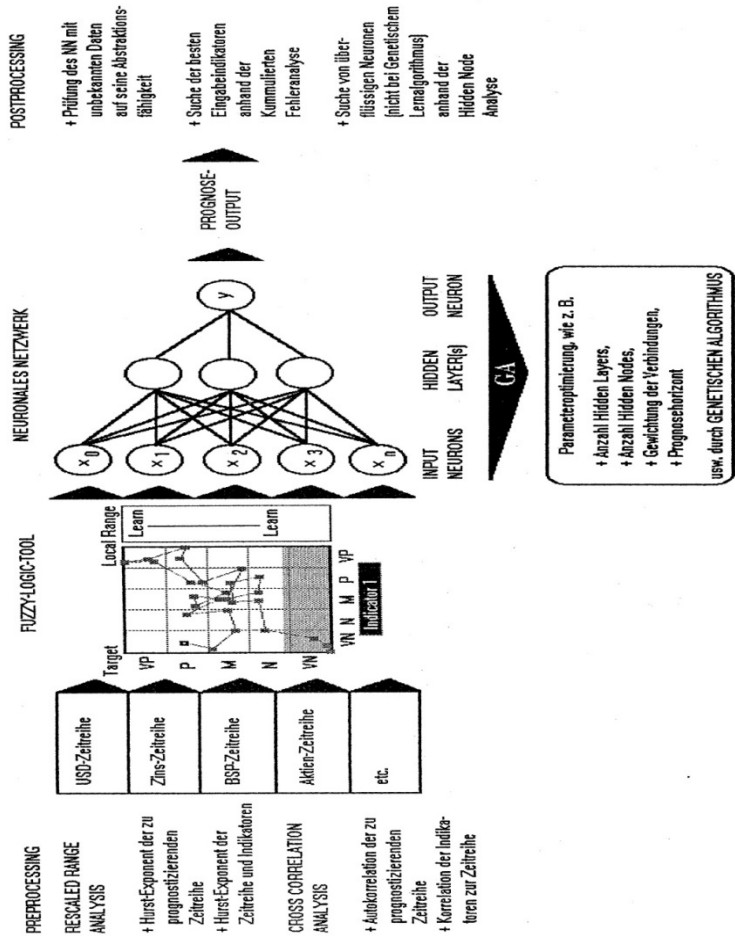 PREPROCESSING
RESCALED RANGE
ANALYSIS
+ Hurst-Exponent der zu
prognostizierenden
Zeitreihe
+ Hurst-Exponent der
Zeitreihe und Indikatoren
CROSS CORRELATION
ANALYSIS
+ Autokorrelation der zu
prognostizierenden
Zeitreihe
+ Korrelation der Indika-
toren zur Zeitreihe
USD-Zeitreihe
Zins-Zeitreihe
BSP-Zeitreihe
Aktien-Zeitreihe
etc.
FUZZY-LOGIC-TOOL
Target
Local Range
VP
P
M
N
VN
Learn
Learn
VN N M P VP
Indicator 1
NEURONALES NETZWERK
x0
x1
x2
x3
xn
y
INPUT
NEURONS
HIDDEN
LAYER(s)
OUTPUT
NEURON
GA
Parameteroptimierung, wie z. B.
+ Anzahl Hidden Layers,
+ Anzahl Hidden Nodes,
+ Gewichtung der Verbindungen,
+ Prognosehorizont
usw. durch GENETISCHEN ALGORITHMUS
PROGNOSE-
OUTPUT
POSTPROCESSING
+ Prüfung des NN mit
unbekannten Daten
auf seine Abstraktions-
fähigkeit
+ Suche der besten
Eingabeindikatoren
anhand der
Kummulierten
Fehleranalyse
+ Suche von über-
flüssigen Neuronen
(nicht bei Genetischem
Lernalgorithmus)
anhand der
Hidden Node
Analyse